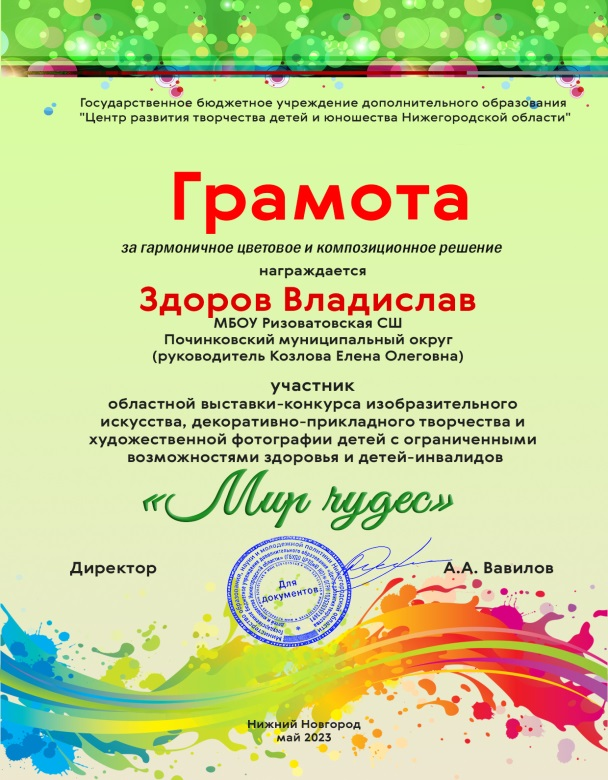 Государственное бюджетное учреждение дополнительного образования
"Центр развития творчества детей и юношества Нижегородской области"
Грамота
за гармоничное цветовое и композиционное решение
награждается
Здоров Владислав
МБОУ Ризоватовская СШ
Починковский муниципальный округ
(руководитель Козлова Елена Олеговна)
участник
областной выставки-конкурса изобразительного
искусства, декоративно-прикладного творчества и
художественной фотографии детей с ограниченными
возможностями здоровья и детей-инвалидов
«Мир чудес»
Директор
Для
документов
А.А. Вавилов
Нижний Новгород
май 2023